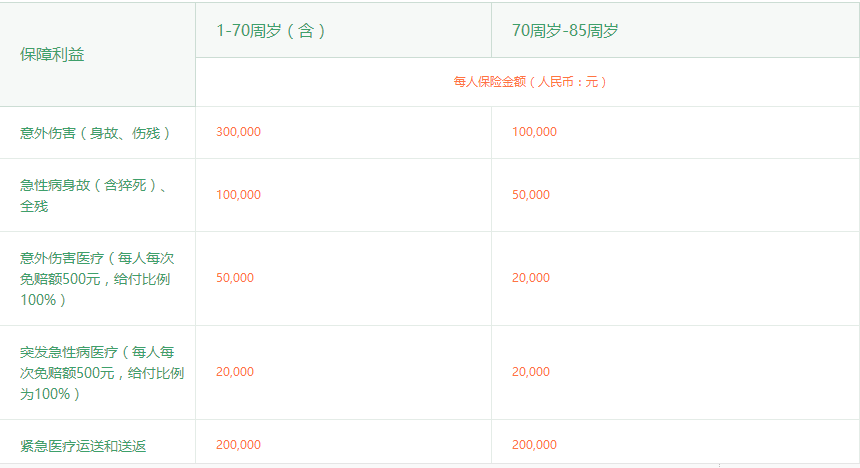 保障利益
1-70周岁（含）
70周岁-85周岁
每人保险金额（人民币：元）
意外伤害（身故、伤残）
300,000
100,000
急性病身故（含猝死）、
全残
100,000
50,000
意外伤害医疗（每人每次
免赔额500元，给付比例
100%）
50,000
20,000
突发急性病医疗（每人每
次免赔额500元，给付比例
为100%）
20,000
20,000
紧急医疗运送和送返
200,000
200,000